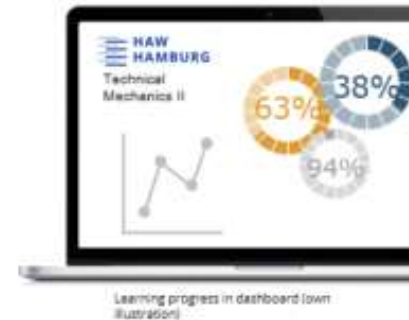 HAW
HAMBURG
Technical
Mechanics II
63%
38%
94%
Learning progress in dashboard (own
illustration)